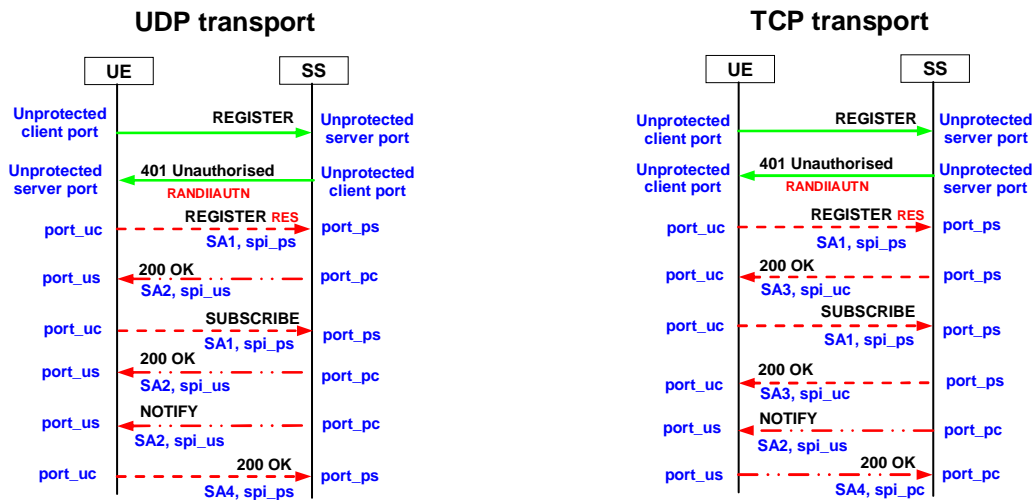 UDP transport
UE
SS
Unprotected
client port
REGISTER
Unprotected
server port
Unprotected
server port
401 Unauthorised
RANDIIAUTN
Unprotected
client port
port_uc
REGISTER RES
SA1, spi_ps
port_ps
port_us
200 OK
SA2, spi_us
port_pc
port_uc
SUBSCRIBE
SA1, spi_ps
port_ps
port_us
200 OK
SA2, spi_us
port_pc
port_us
NOTIFY
SA2, spi_us
port_pc
port_uc
200 OK
SA4, spi_ps
port_ps
TCP transport
UE
SS
Unprotected
client port
REGISTER
Unprotected
server port
Unprotected
client port
401 Unauthorised
RANDIIAUTN
Unprotected
server port
port_uc
REGISTER RES
SA1, spi_ps
port_ps
port_uc
200 OK
SA3, spi_uc
port_ps
port_uc
SUBSCRIBE
SA1, spi_ps
port_ps
port_uc
200 OK
SA3, spi_uc
port_ps
port_us
NOTIFY
SA2, spi_us
port_pc
port_us
200 OK
SA4, spi_pc
port_pc